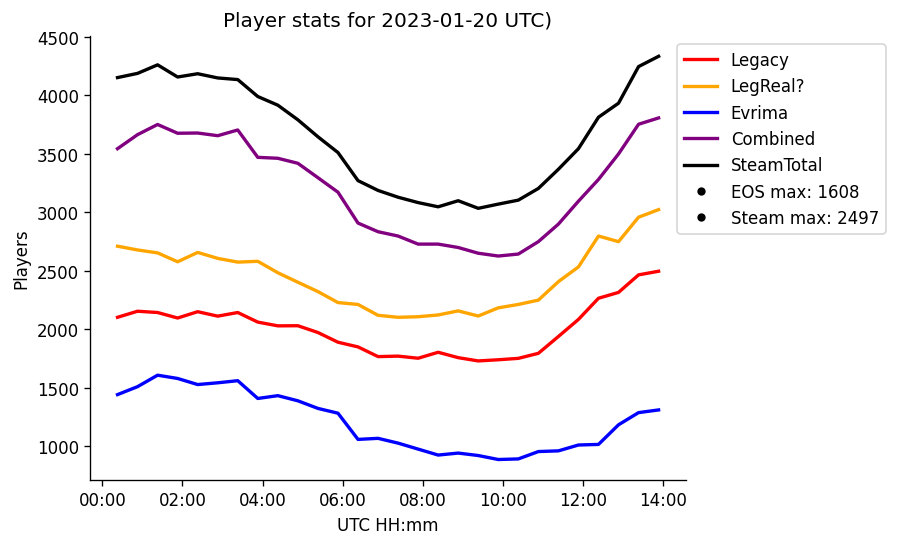 Player stats for 2023-01-20 UTC)
4500
4000
3500
3000
2500
2000
1500
1000
Players
00:00 02:00 04:00 06:00 08:00 10:00 12:00 14:00
UTC HH:mm
Legacy
LegReal?
Evrima
Combined
SteamTotal
EOS max: 1608
Steam max: 2497